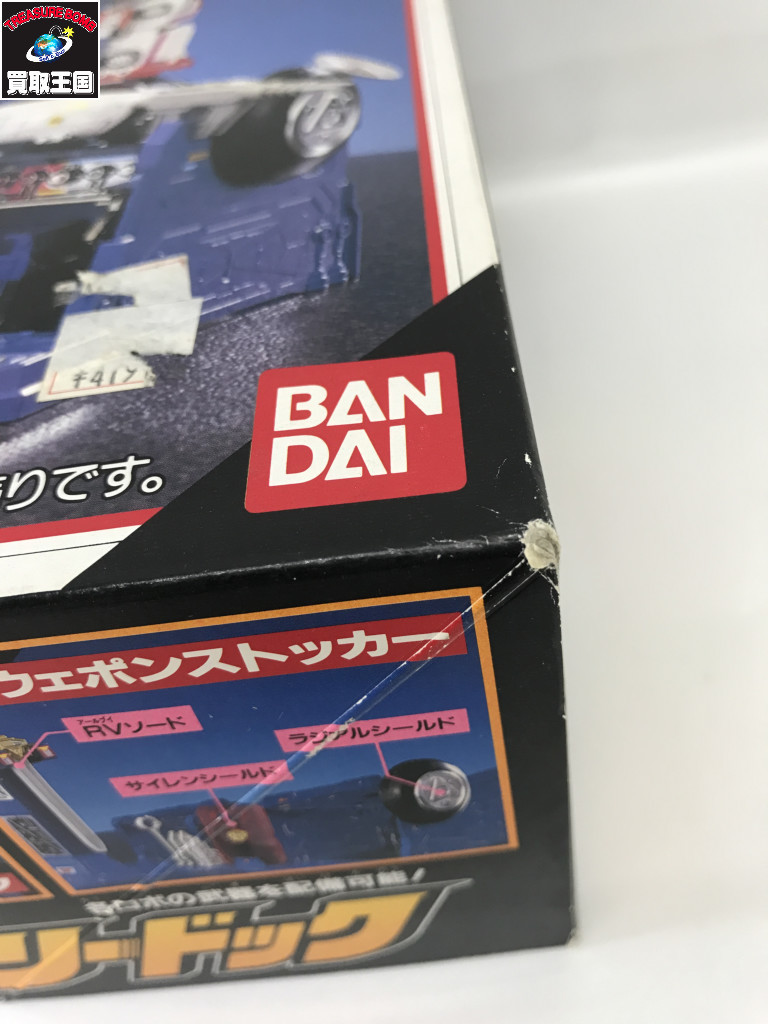 TREASURE BOMB
買取王国
¥419
BAN
DAI
りです。
ウェポンストッカー
アールブイ
RVソード
ラジアルシールド
サイレンシールド
各ロボの武器を配備可能!
リードック